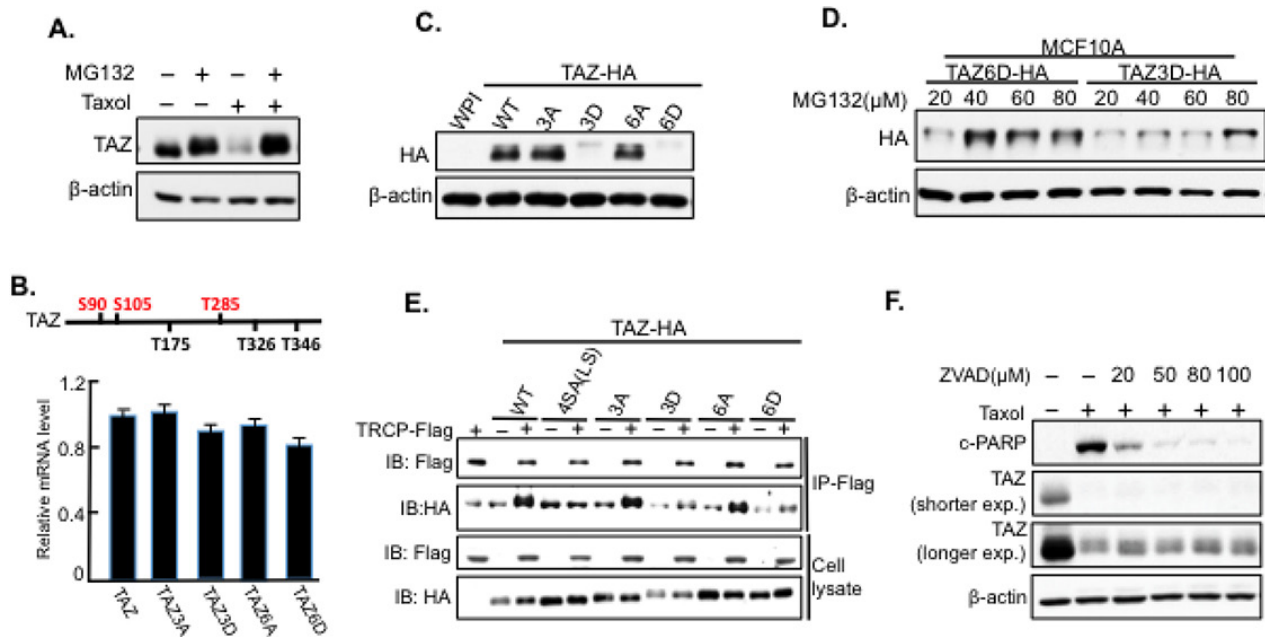 A.
MG132 – + – +
Taxol – – + +
TAZ
β-actin
B.
S90 S105 T285
TAZ
T175 T326 T346
Relative mRNA level
1.2
0.8
0.4
0
TAZ TAZ3A TAZ3D TAZ6A TAZ6D
C.
TAZ-HA
WPI WT 3A 3D 6A 6D
HA
β-actin
D.
MCF10A
TAZ6D-HA TAZ3D-HA
MG132(μM) 20 40 60 80 20 40 60 80
HA
β-actin
E.
TAZ-HA
WT 4SA(LS) 3A 3D 6A 6D
TRCP-Flag + – + – + – + – + – + – +
IB: Flag
IB:HA
IP-Flag
IB: Flag
IB: HA
Cell
lysate
F.
ZVAD(μM) – – 20 50 80 100
Taxol – + + + + +
c-PARP
TAZ
(shorter exp.)
TAZ
(longer exp.)
β-actin